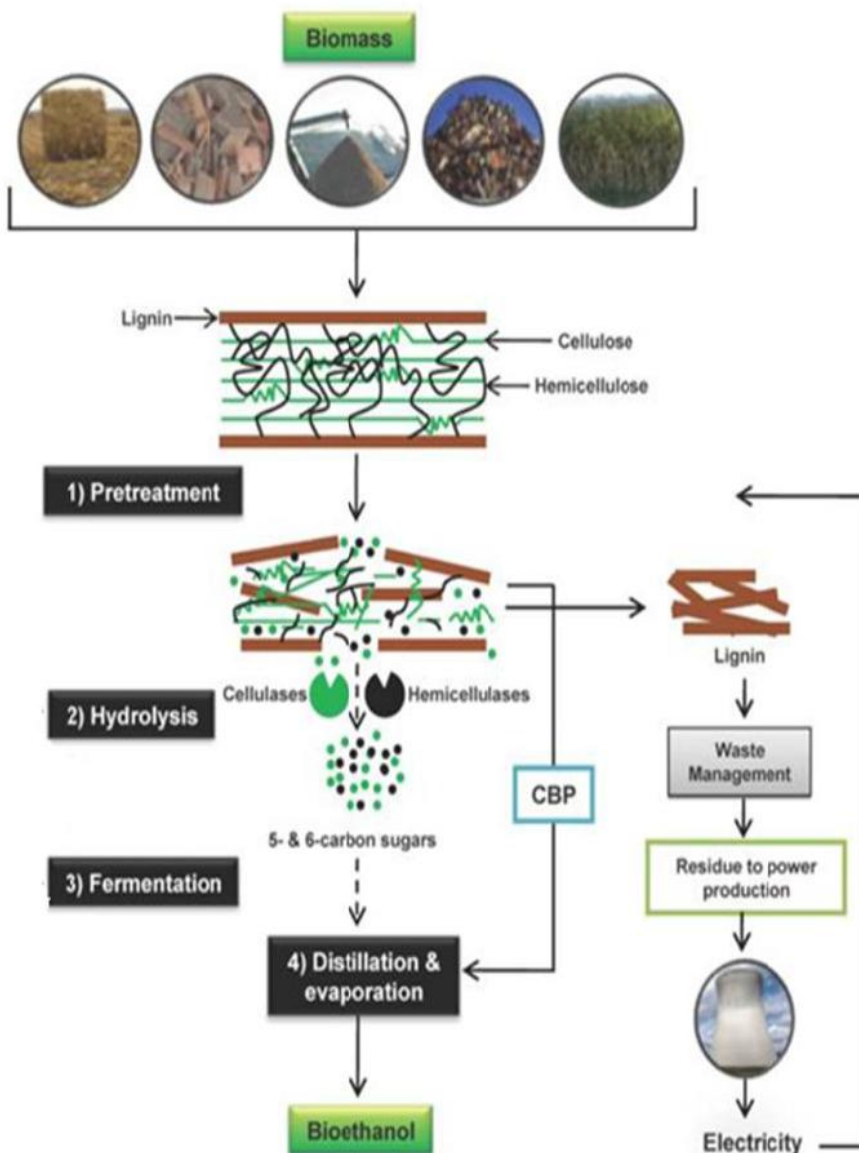 Biomass
Lignin
Cellulose
Hemicellulose
1) Pretreatment
Lignin
Cellulases
Hemicellulases
2) Hydrolysis
Waste
Management
CBP
5- & 6-carbon sugars
3) Fermentation
Residue to power
production
4) Distillation &
evaporation
Bioethanol
Electricity